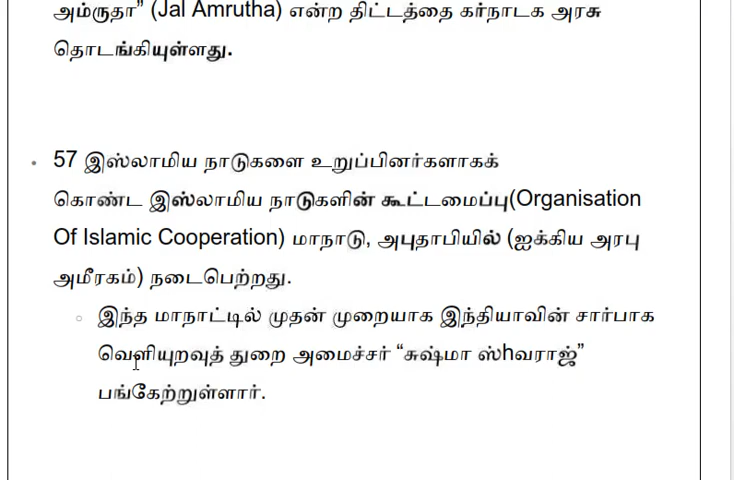 அம்ருதா” (Jal Amrutha) என்ற திட்டத்தை கர்நாடக அரசு
தொடங்கியுள்ளது.
• 57 இஸ்லாமிய நாடுகளை உறுப்பினர்களாகக்
கொண்ட இஸ்லாமிய நாடுகளின் கூட்டமைப்பு(Organisation
Of Islamic Cooperation) மாநாடு, அபுதாபியில் (ஐக்கிய அரபு
அமீரகம்) நடைபெற்றது.
○ இந்த மாநாட்டில் முதன் முறையாக இந்தியாவின் சார்பாக
வெளியுறவுத் துறை அமைச்சர் “சுஷ்மா ஸ்hவராஜ்”
பங்கேற்றுள்ளார்.